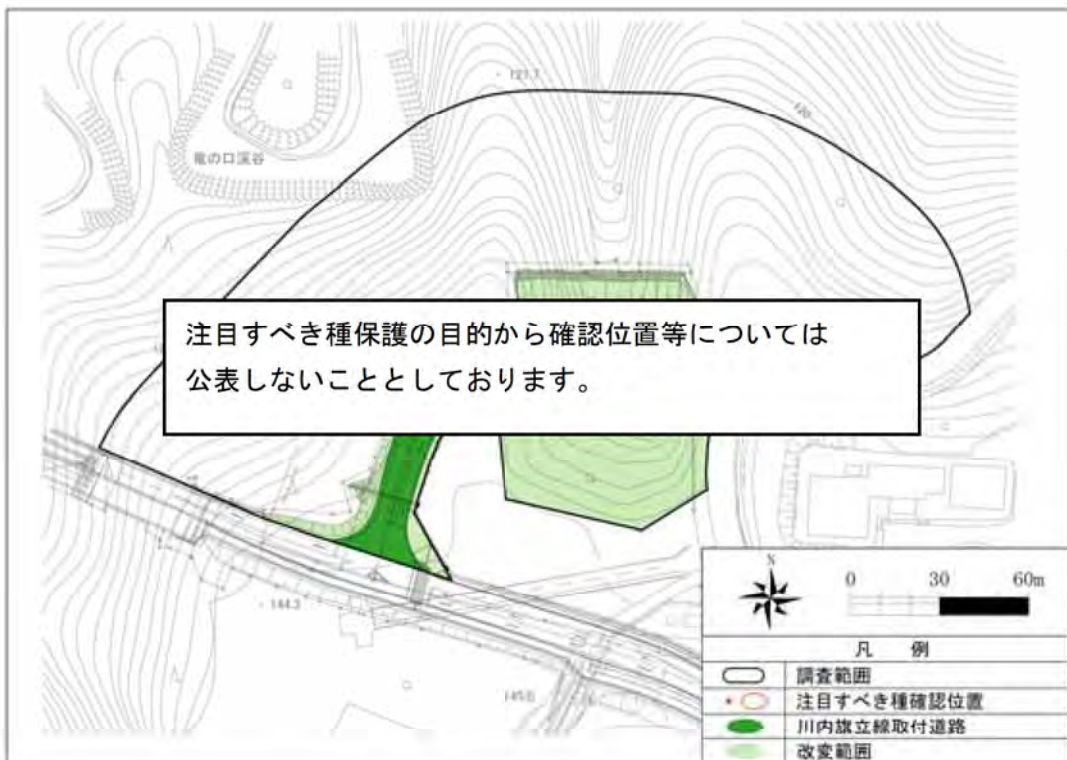 121.7
120
竜の口渓谷
注目すべき種保護の目的から確認位置等については
公表しないこととしております。
144.3
145.0
N
0 30 60m
凡 例
調査範囲
注目すべき種確認位置
川内旗立線取付道路
改変範囲